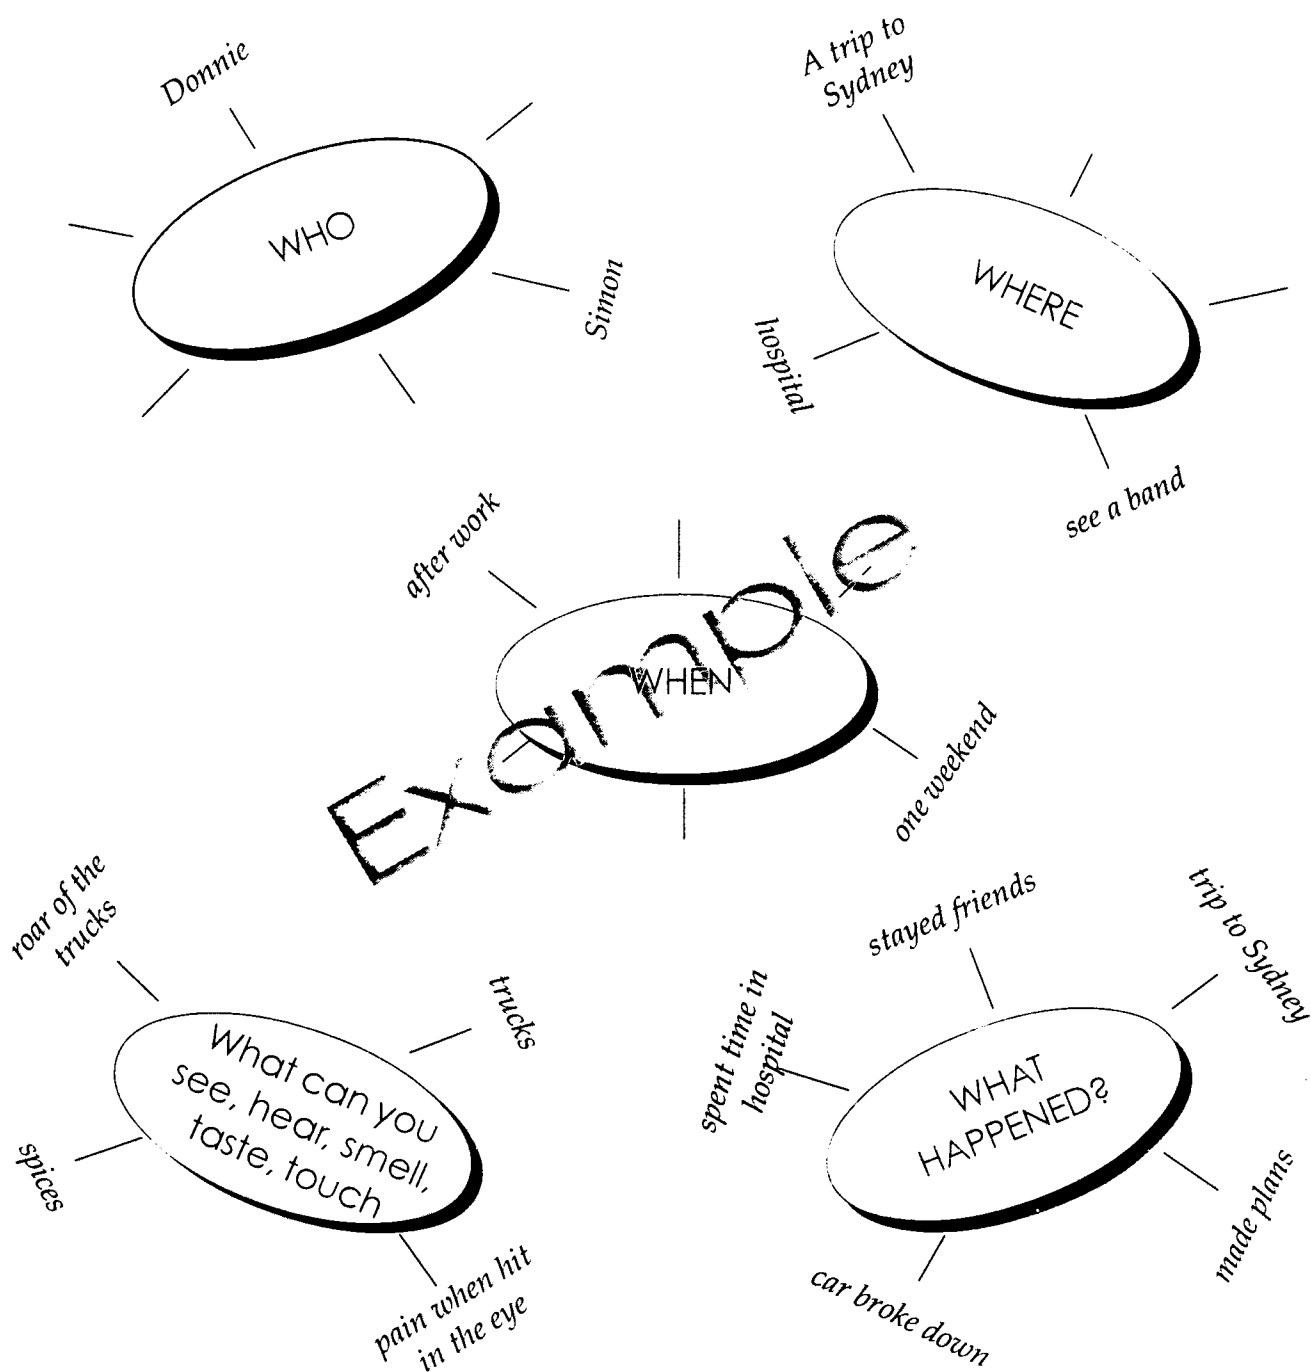 Donnie
WHO
Simon
A trip to
Sydney
WHERE
hospital
see a band
after work
WHEN
one weekend
Example
roar of the
trucks
trucks
What can you
see, hear, smell,
taste, touch
spices
pain when hit
in the eye
stayed friends
trip to Sydney
spent time in
hospital
WHAT
HAPPENED?
made plans
car broke down